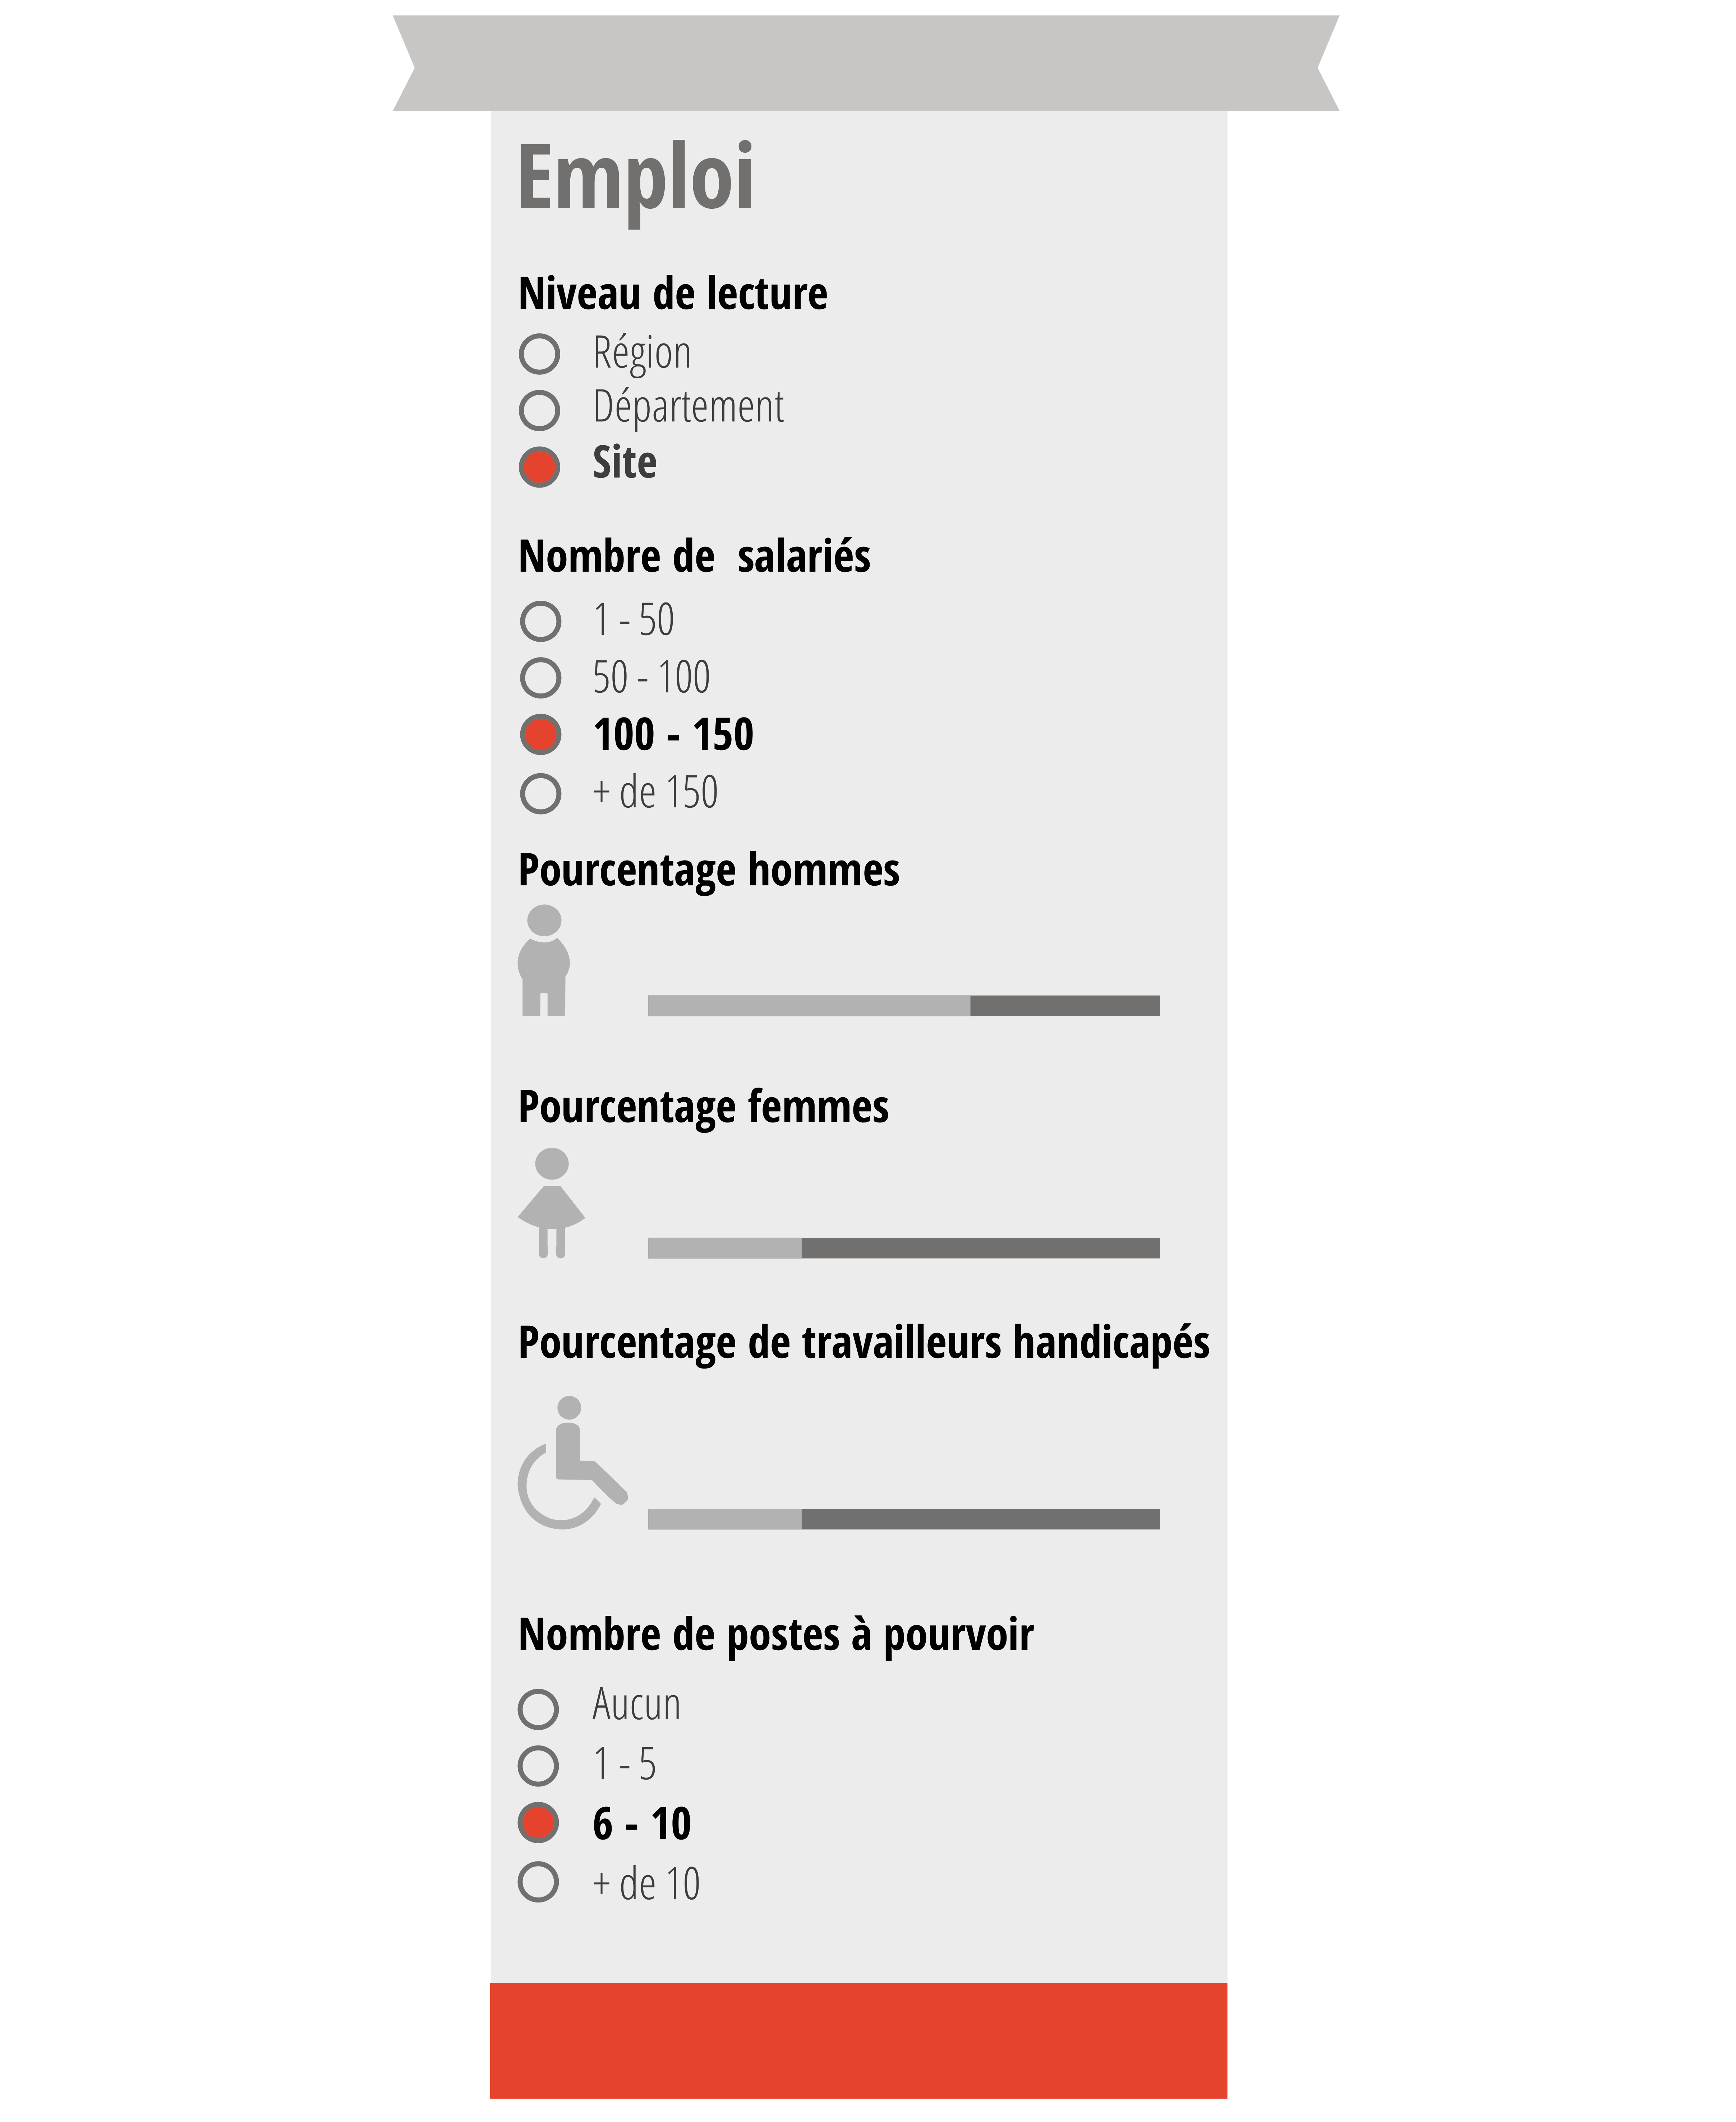 Emploi
Niveau de lecture
Région
Département
Site
Nombre de  salariés
1 - 50
50 - 100
100 - 150
+ de 150
Pourcentage hommes
Pourcentage femmes
Pourcentage de travailleurs handicapés
Nombre de postes à pourvoir
Aucun
1 - 5
6 - 10
+ de 10